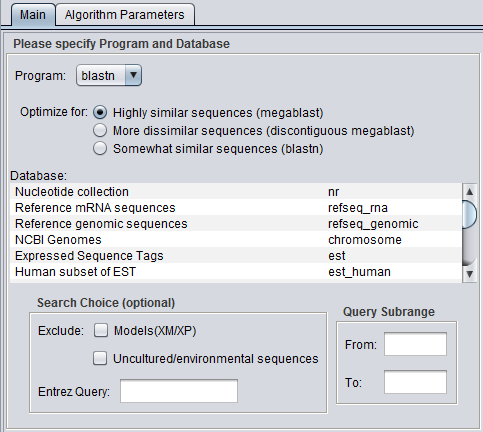 Main
Algorithm Parameters
Please specify Program and Database
Program: blastn
Optimize for: Highly similar sequences (megablast)
More dissimilar sequences (discontiguous megablast)
Somewhat similar sequences (blastn)
Database:
Nucleotide collection nr
Reference mRNA sequences refseq_rna
Reference genomic sequences refseq_genomic
NCBI Genomes chromosome
Expressed Sequence Tags est
Human subset of EST est_human
Search Choice (optional)
Exclude: Models(XM/XP)
Uncultured/environmental sequences
Entrez Query:
Query Subrange
From:
To: